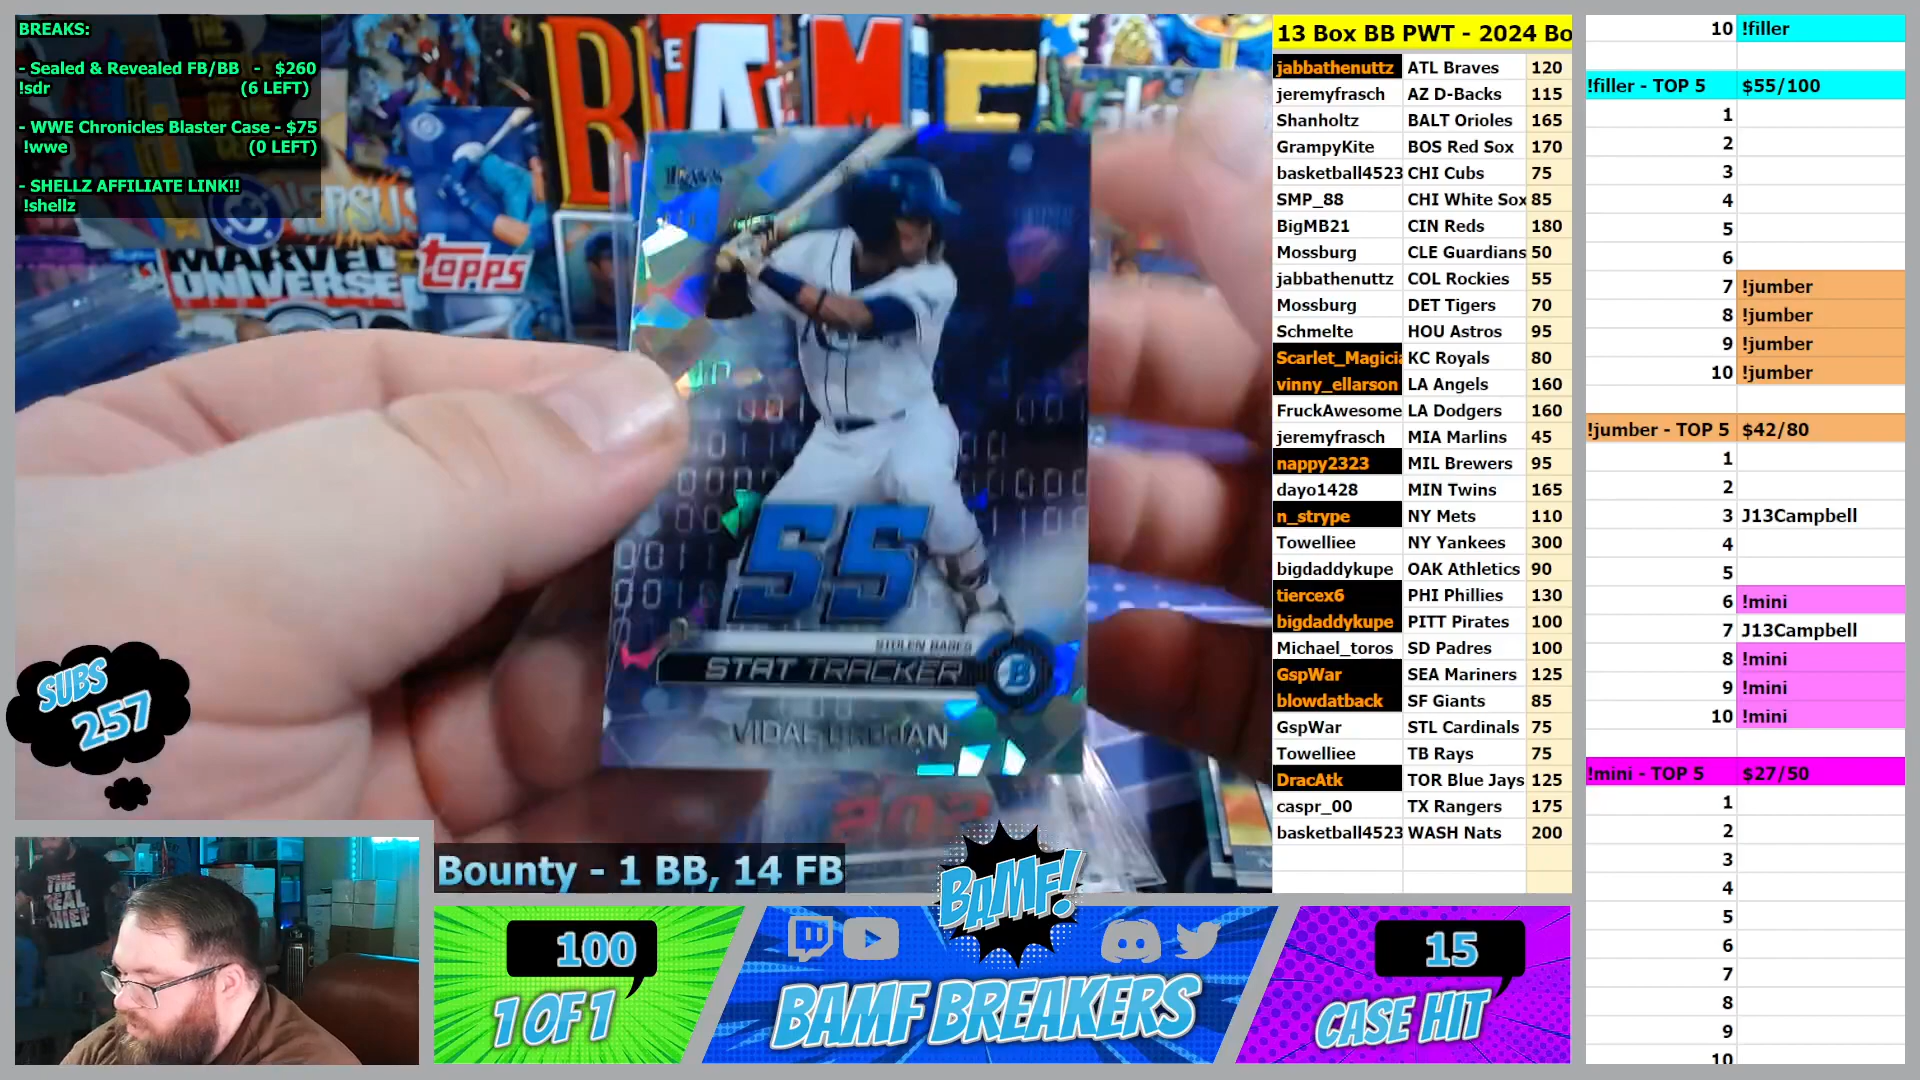 BREAKS:
- Sealed & Revealed FB/BB - $260
!sdr (6 LEFT)
- WWE Chronicles Blaster Case - $75
!wwe (0 LEFT)
- SHELLZ AFFILIATE LINK!!
!shellz
MARVEL
UNIVERSE
VERSUS
topps
BAME
55
STOLEN BASES
STAT TRACKER
B
SUBS
257
THE
REAL
CHIEF
Bounty - 1 BB, 14 FB
BAMF!
100
1 OF 1
BAMF BREAKERS
15
CASE HIT
13 Box BB PWT - 2024 Bo
jabbathenuttz ATL Braves 120
jeremyfrasch AZ D-Backs 115
Shanholtz BALT Orioles 165
GrampyKite BOS Red Sox 170
basketball4523 CHI Cubs 75
SMP_88 CHI White Sox 85
BigMB21 CIN Reds 180
Mossburg CLE Guardians 50
jabbathenuttz COL Rockies 55
Mossburg DET Tigers 70
Schmelte HOU Astros 95
Scarlet_Magici KC Royals 80
vinny_ellarson LA Angels 160
FruckAwesome LA Dodgers 160
jeremyfrasch MIA Marlins 45
nappy2323 MIL Brewers 95
dayo1428 MIN Twins 165
n_strype NY Mets 110
Towelliee NY Yankees 300
bigdaddykupe OAK Athletics 90
tiercex6 PHI Phillies 130
bigdaddykupe PITT Pirates 100
Michael_toros SD Padres 100
GspWar SEA Mariners 125
blowdatback SF Giants 85
GspWar STL Cardinals 75
Towelliee TB Rays 75
DracAtk TOR Blue Jays 125
caspr_00 TX Rangers 175
basketball4523 WASH Nats 200
10 !filler
!filler - TOP 5 $55/100
1
2
3
4
5
6
7 !jumber
8 !jumber
9 !jumber
10 !jumber
!jumber - TOP 5 $42/80
1
2
3 J13Campbell
4
5
6 !mini
7 J13Campbell
8 !mini
9 !mini
10 !mini
!mini - TOP 5 $27/50
1
2
3
4
5
6
7
8
9
10